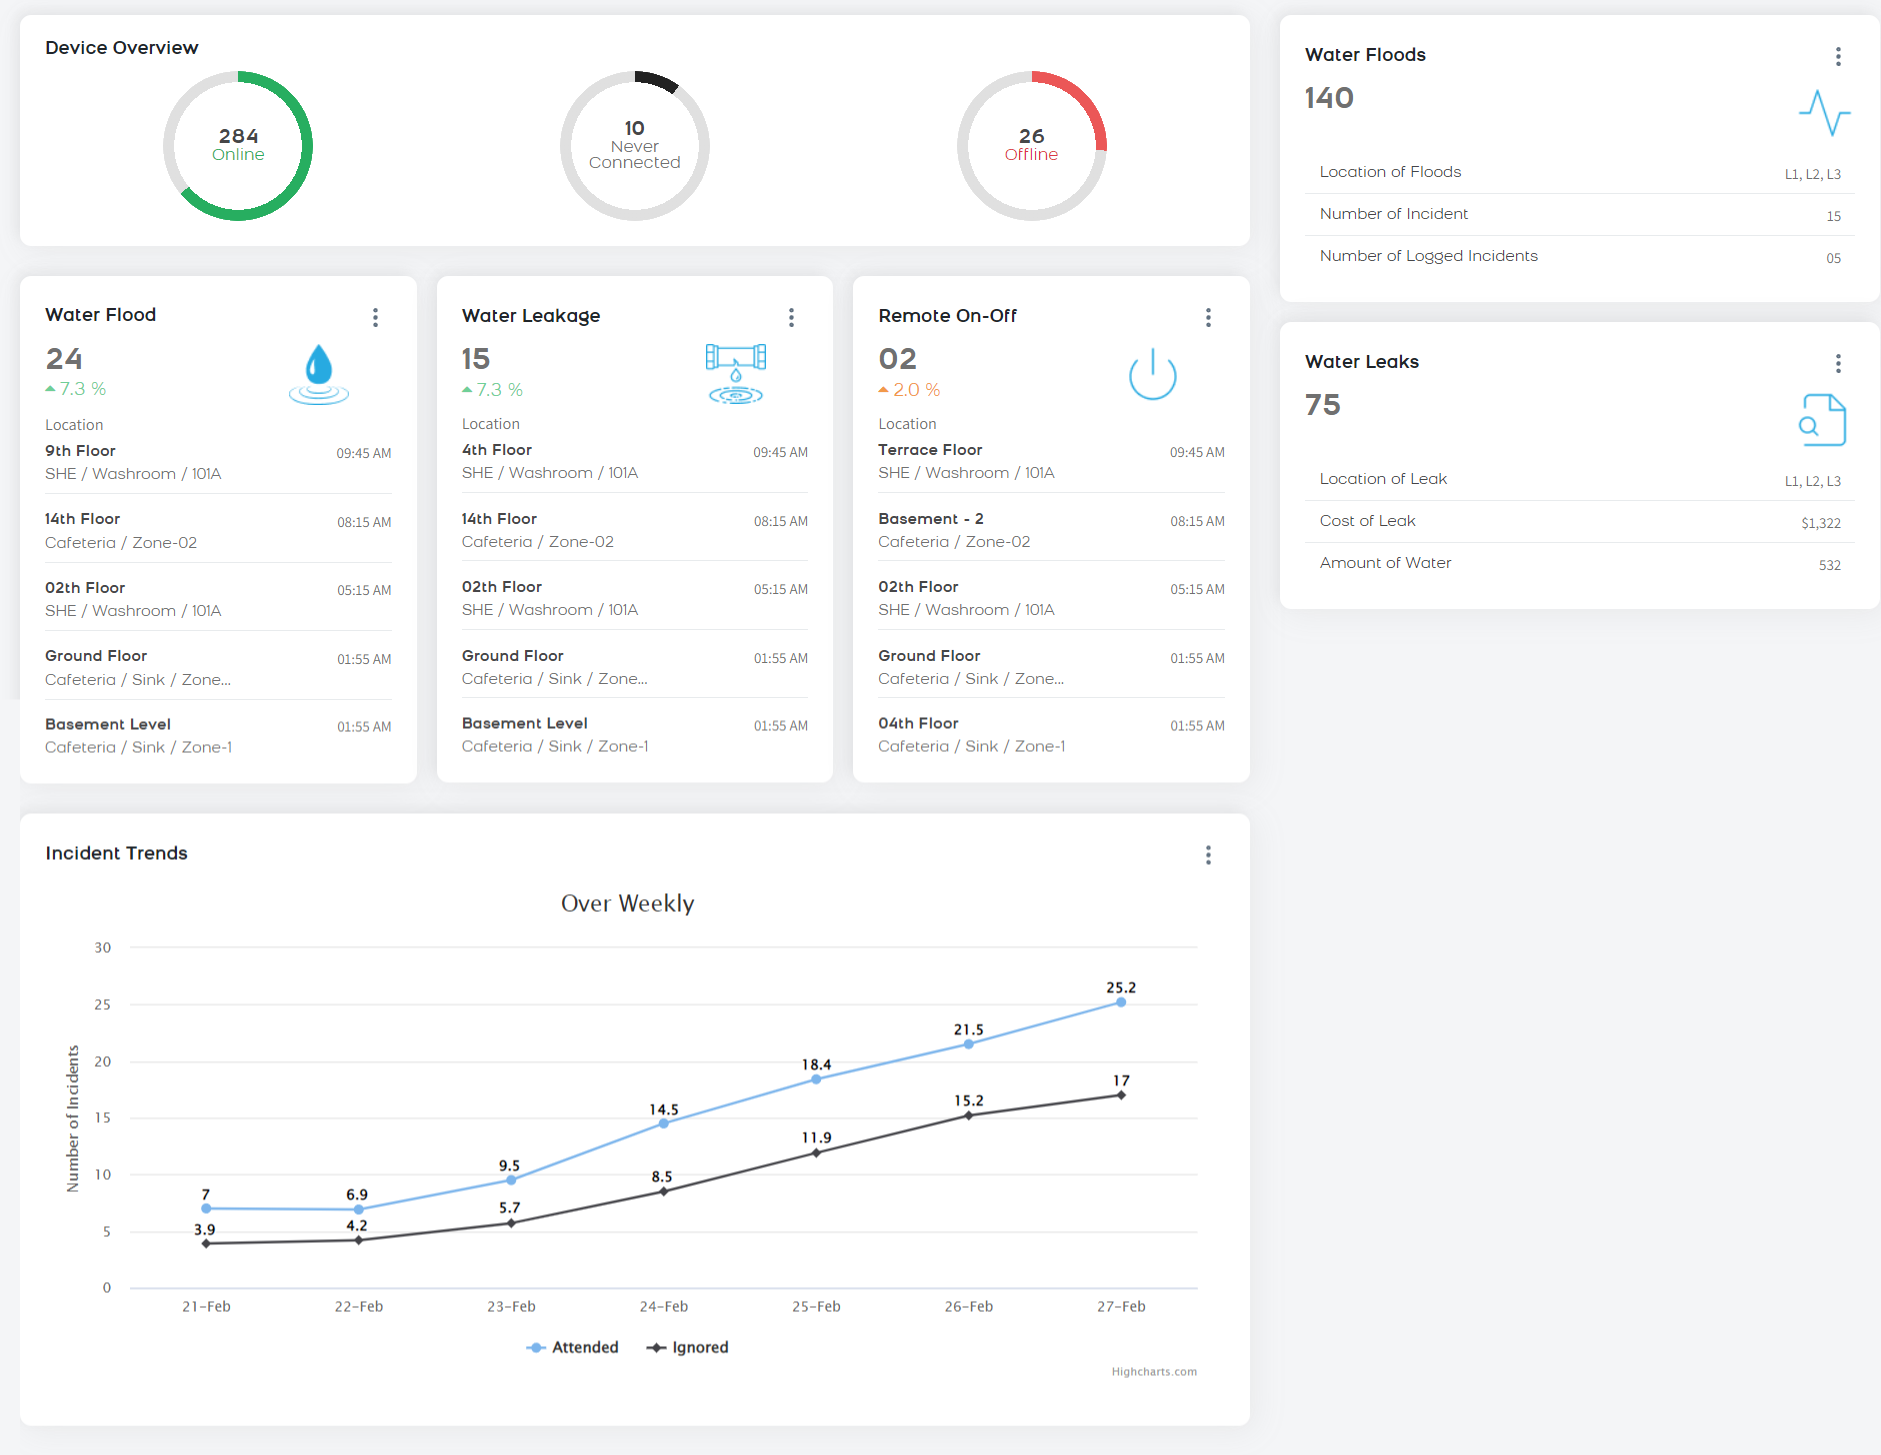 Device Overview
284
Online
10
Never
Connected
26
Offline
Water Flood
24
7.3 %
Location
9th Floor
09:45 AM
SHE / Washroom / 101A
14th Floor
08:15 AM
Cafeteria / Zone-02
02th Floor
05:15 AM
SHE / Washroom / 101A
Ground Floor
01:55 AM
Cafeteria / Sink / Zone...
Basement Level
01:55 AM
Cafeteria / Sink / Zone-1
Water Leakage
15
7.3 %
Location
4th Floor
09:45 AM
SHE / Washroom / 101A
14th Floor
08:15 AM
Cafeteria / Zone-02
02th Floor
05:15 AM
SHE / Washroom / 101A
Ground Floor
01:55 AM
Cafeteria / Sink / Zone...
Basement Level
01:55 AM
Cafeteria / Sink / Zone-1
Remote On-Off
02
2.0 %
Location
Terrace Floor
09:45 AM
SHE / Washroom / 101A
Basement - 2
08:15 AM
Cafeteria / Zone-02
02th Floor
05:15 AM
SHE / Washroom / 101A
Ground Floor
01:55 AM
Cafeteria / Sink / Zone...
04th Floor
01:55 AM
Cafeteria / Sink / Zone-1
Incident Trends
Over Weekly
Number of Incidents
30
25
20
15
10
5
0
7
6.9
9.5
14.5
18.4
21.5
25.2
3.9
4.2
5.7
8.5
11.9
15.2
17
21-Feb
22-Feb
23-Feb
24-Feb
25-Feb
26-Feb
27-Feb
Attended
Ignored
Highcharts.com
Water Floods
140
Location of Floods
L1, L2, L3
Number of Incident
15
Number of Logged Incidents
05
Water Leaks
75
Location of Leak
L1, L2, L3
Cost of Leak
$1,322
Amount of Water
532